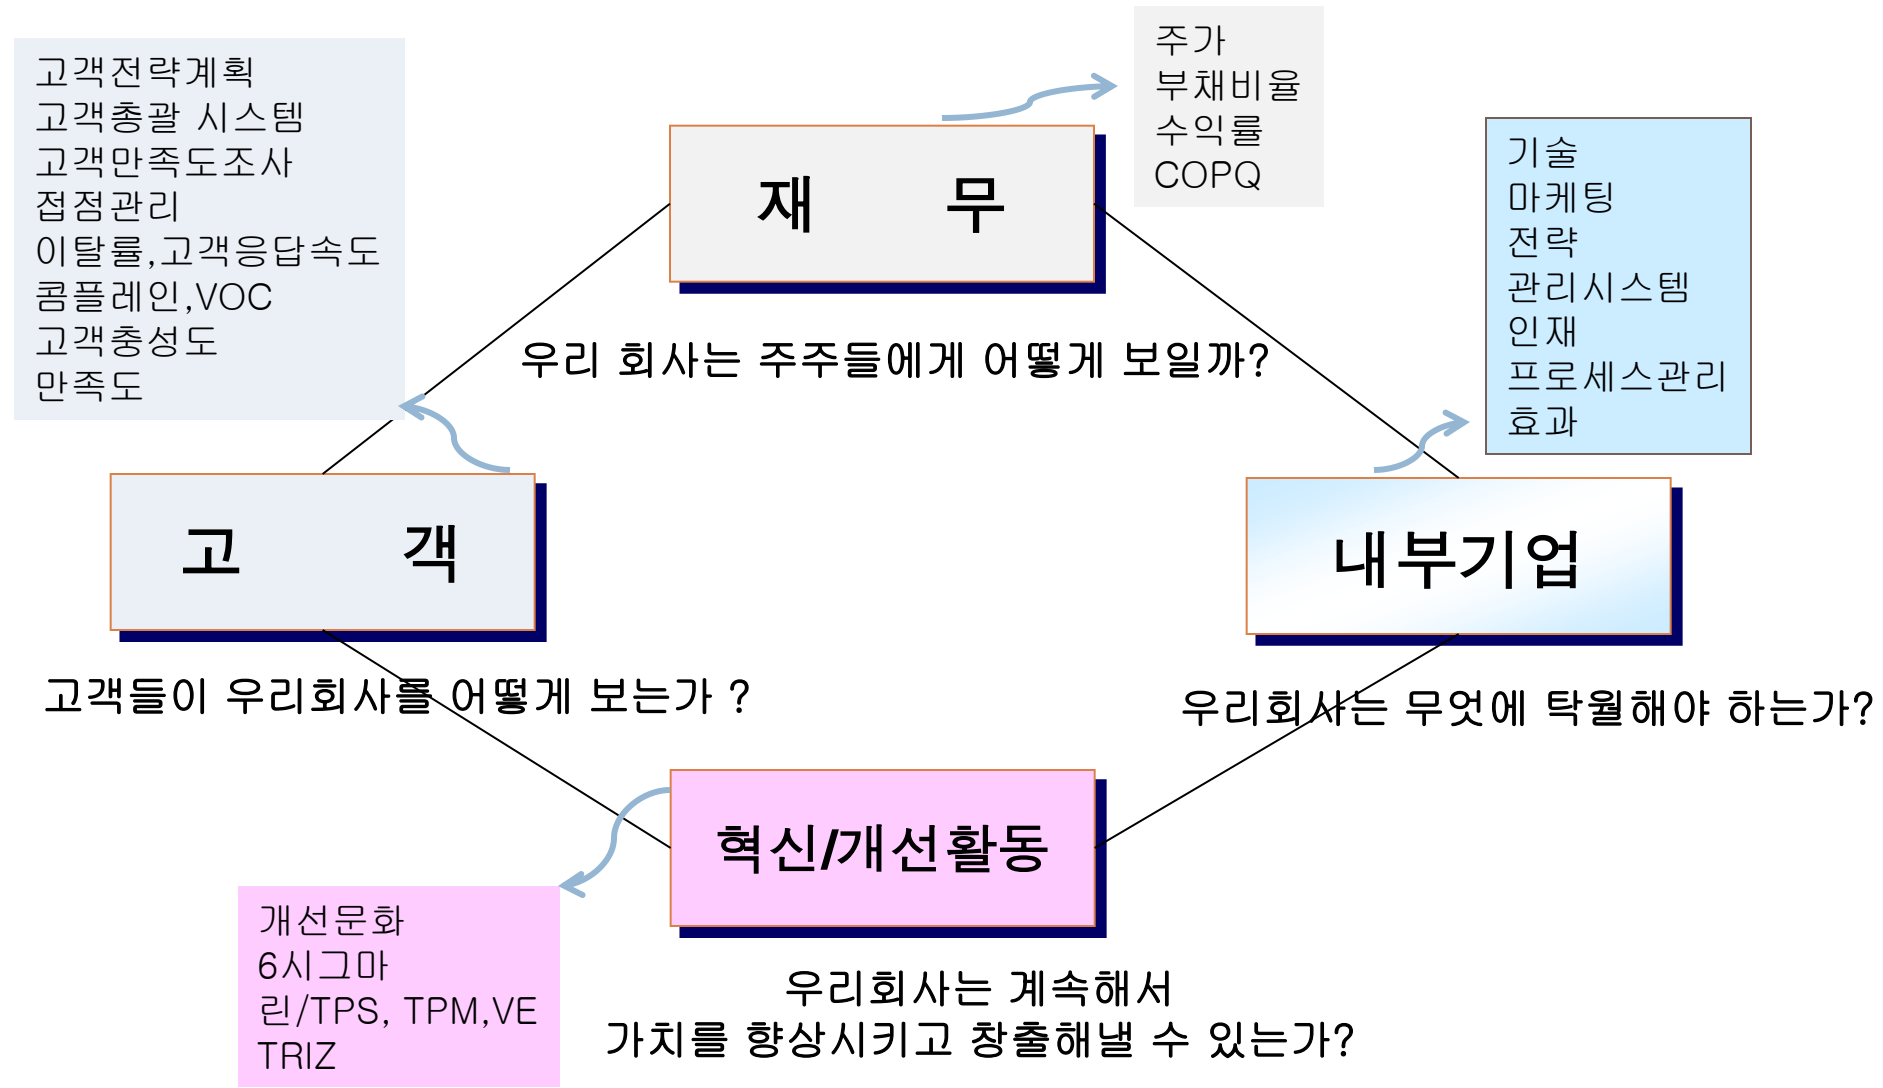 고객전략계획
고객총괄 시스템
고객만족도조사
접점관리
이탈률,고객응답속도
콤플레인,VOC
고객충성도
만족도
주가
부채비율
수익률
COPQ
재 무
기술
마케팅
전략
관리시스템
인재
프로세스관리
효과
우리 회사는 주주들에게 어떻게 보일까?
고 객
내부기업
고객들이 우리회사를 어떻게 보는가 ?
우리회사는 무엇에 탁월해야 하는가?
혁신/개선활동
개선문화
6시그마
린/TPS, TPM,VE
TRIZ
우리회사는 계속해서
가치를 향상시키고 창출해낼 수 있는가?